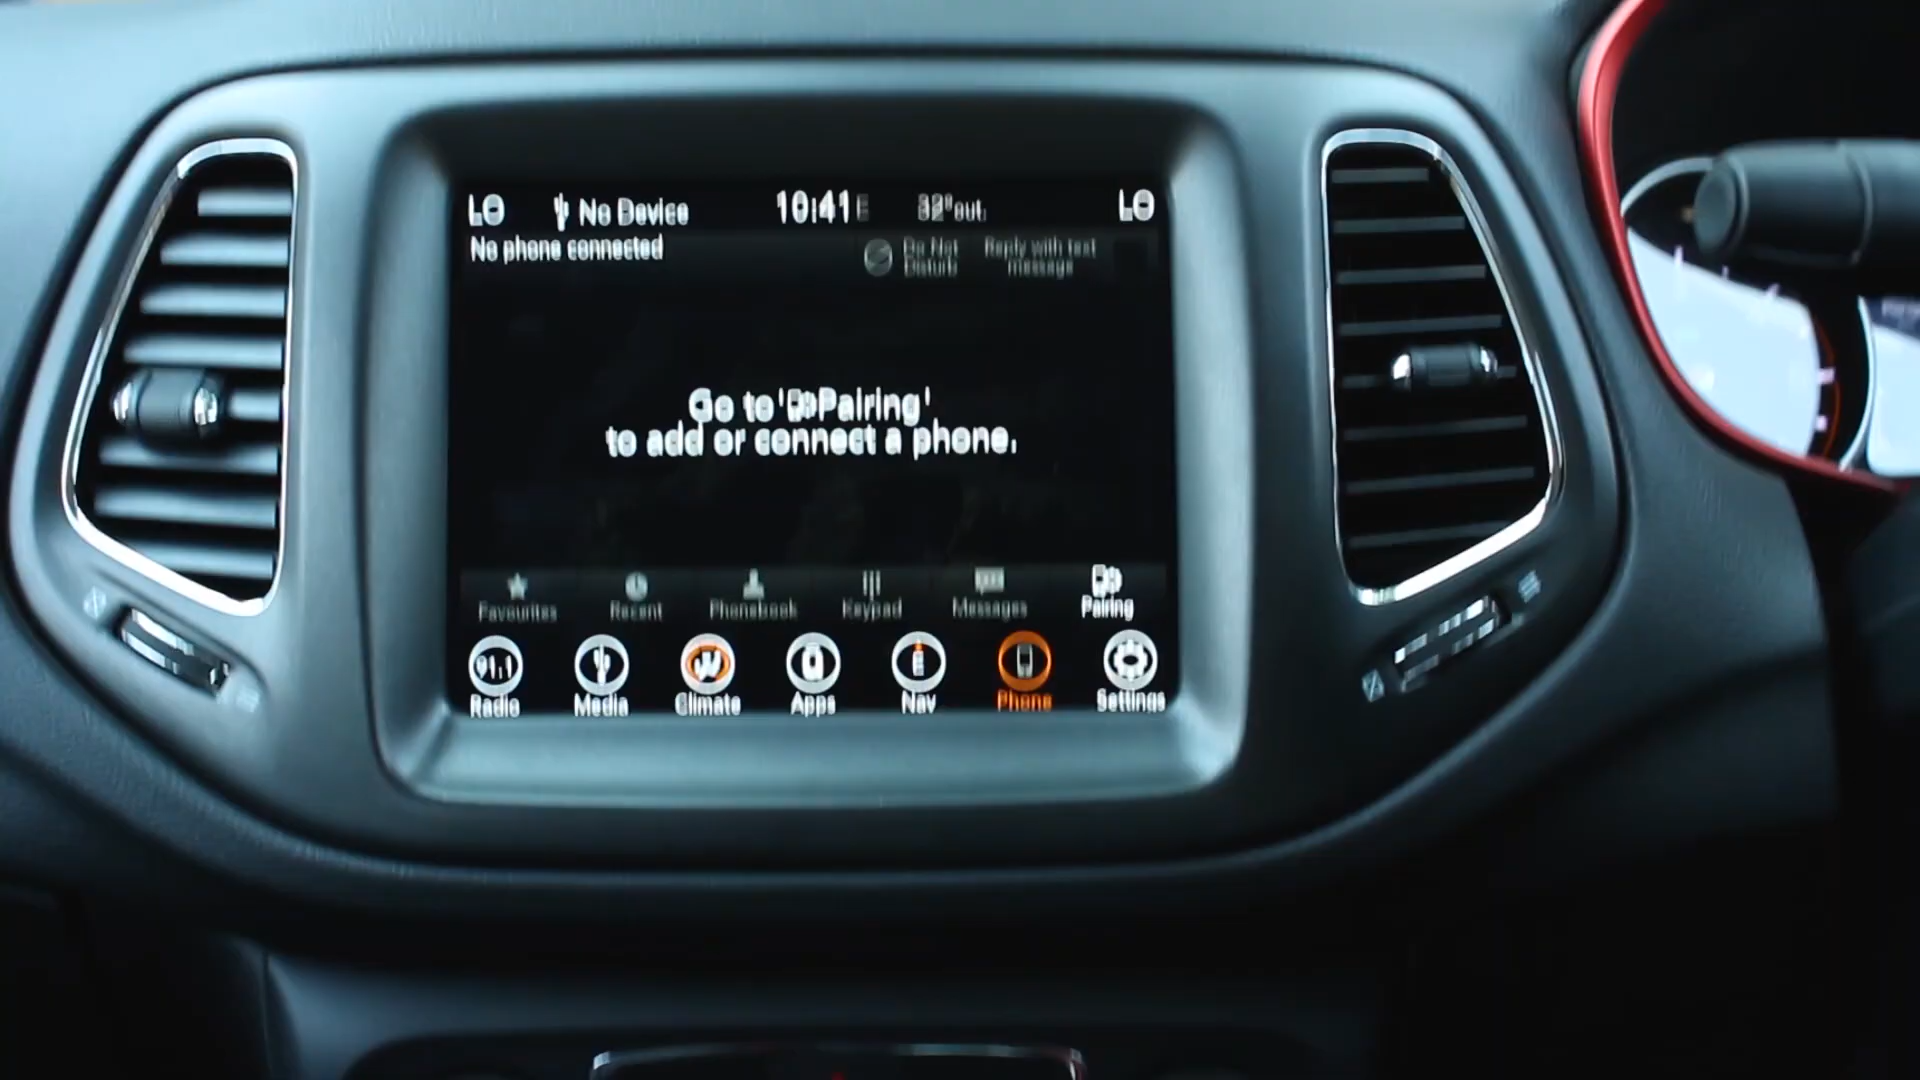 LO No Device 10:41 32°out. LO
No phone connected
Do Not
Disturb
Reply with text
message
Go to 'Pairing'
to add or connect a phone.
Favourites Recent Phonebook Keypad Messages Pairing
91.1
Radio Media Climate Apps Nav Phone Settings